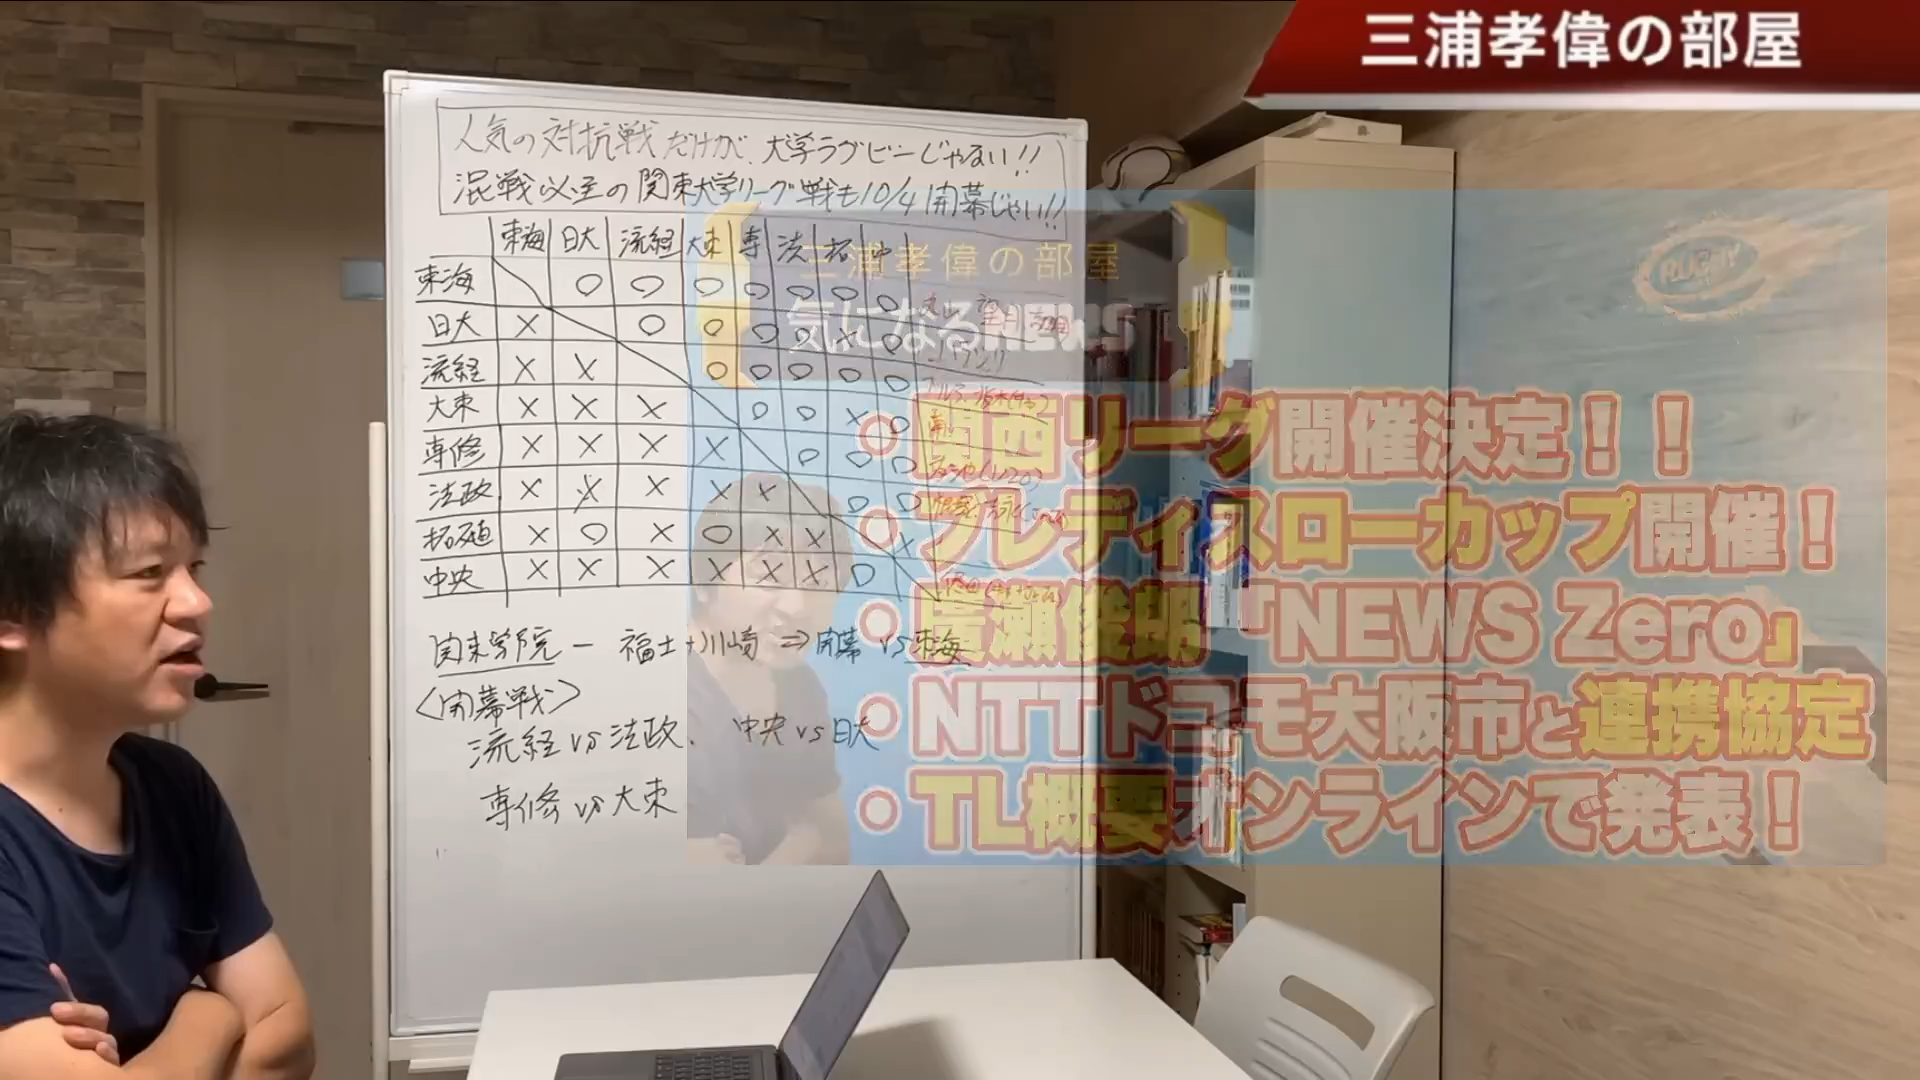 三浦孝偉の部屋
人気の対抗戦だけが、大学ラグビーじゃない!!
混戦必至の関東大学リーグ戦も10/4開幕じゃい!!
東海 日大 流経 大東 専 法 拓 中
東海 ○ ○ ○ ○ ○ ○ ○
日大 × ○ ○ ○ ○ × ○
流経 × × ○ ○ ○ ○ ○
大東 × × × ○ ○ × ○
専修 × × × × ○ ○ ○
法政 × × × × × ○ ○
拓殖 × ○ × ○ × × ×
中央 × × × × × × ○
関東学院 － 福士＋川崎 ⇒ 開幕 vs 東海
〈開幕戦〉
流経 vs 法政、 中央 vs 日大
専修 vs 大東
三浦孝偉の部屋
気になるNEWS
RUGBY
○関西リーグ開催決定！！
○ブレディスローカップ開催！
○廣瀬俊朗「NEWS Zero」
○NTTドコモ大阪市と連携協定
○TL概要オンラインで発表！